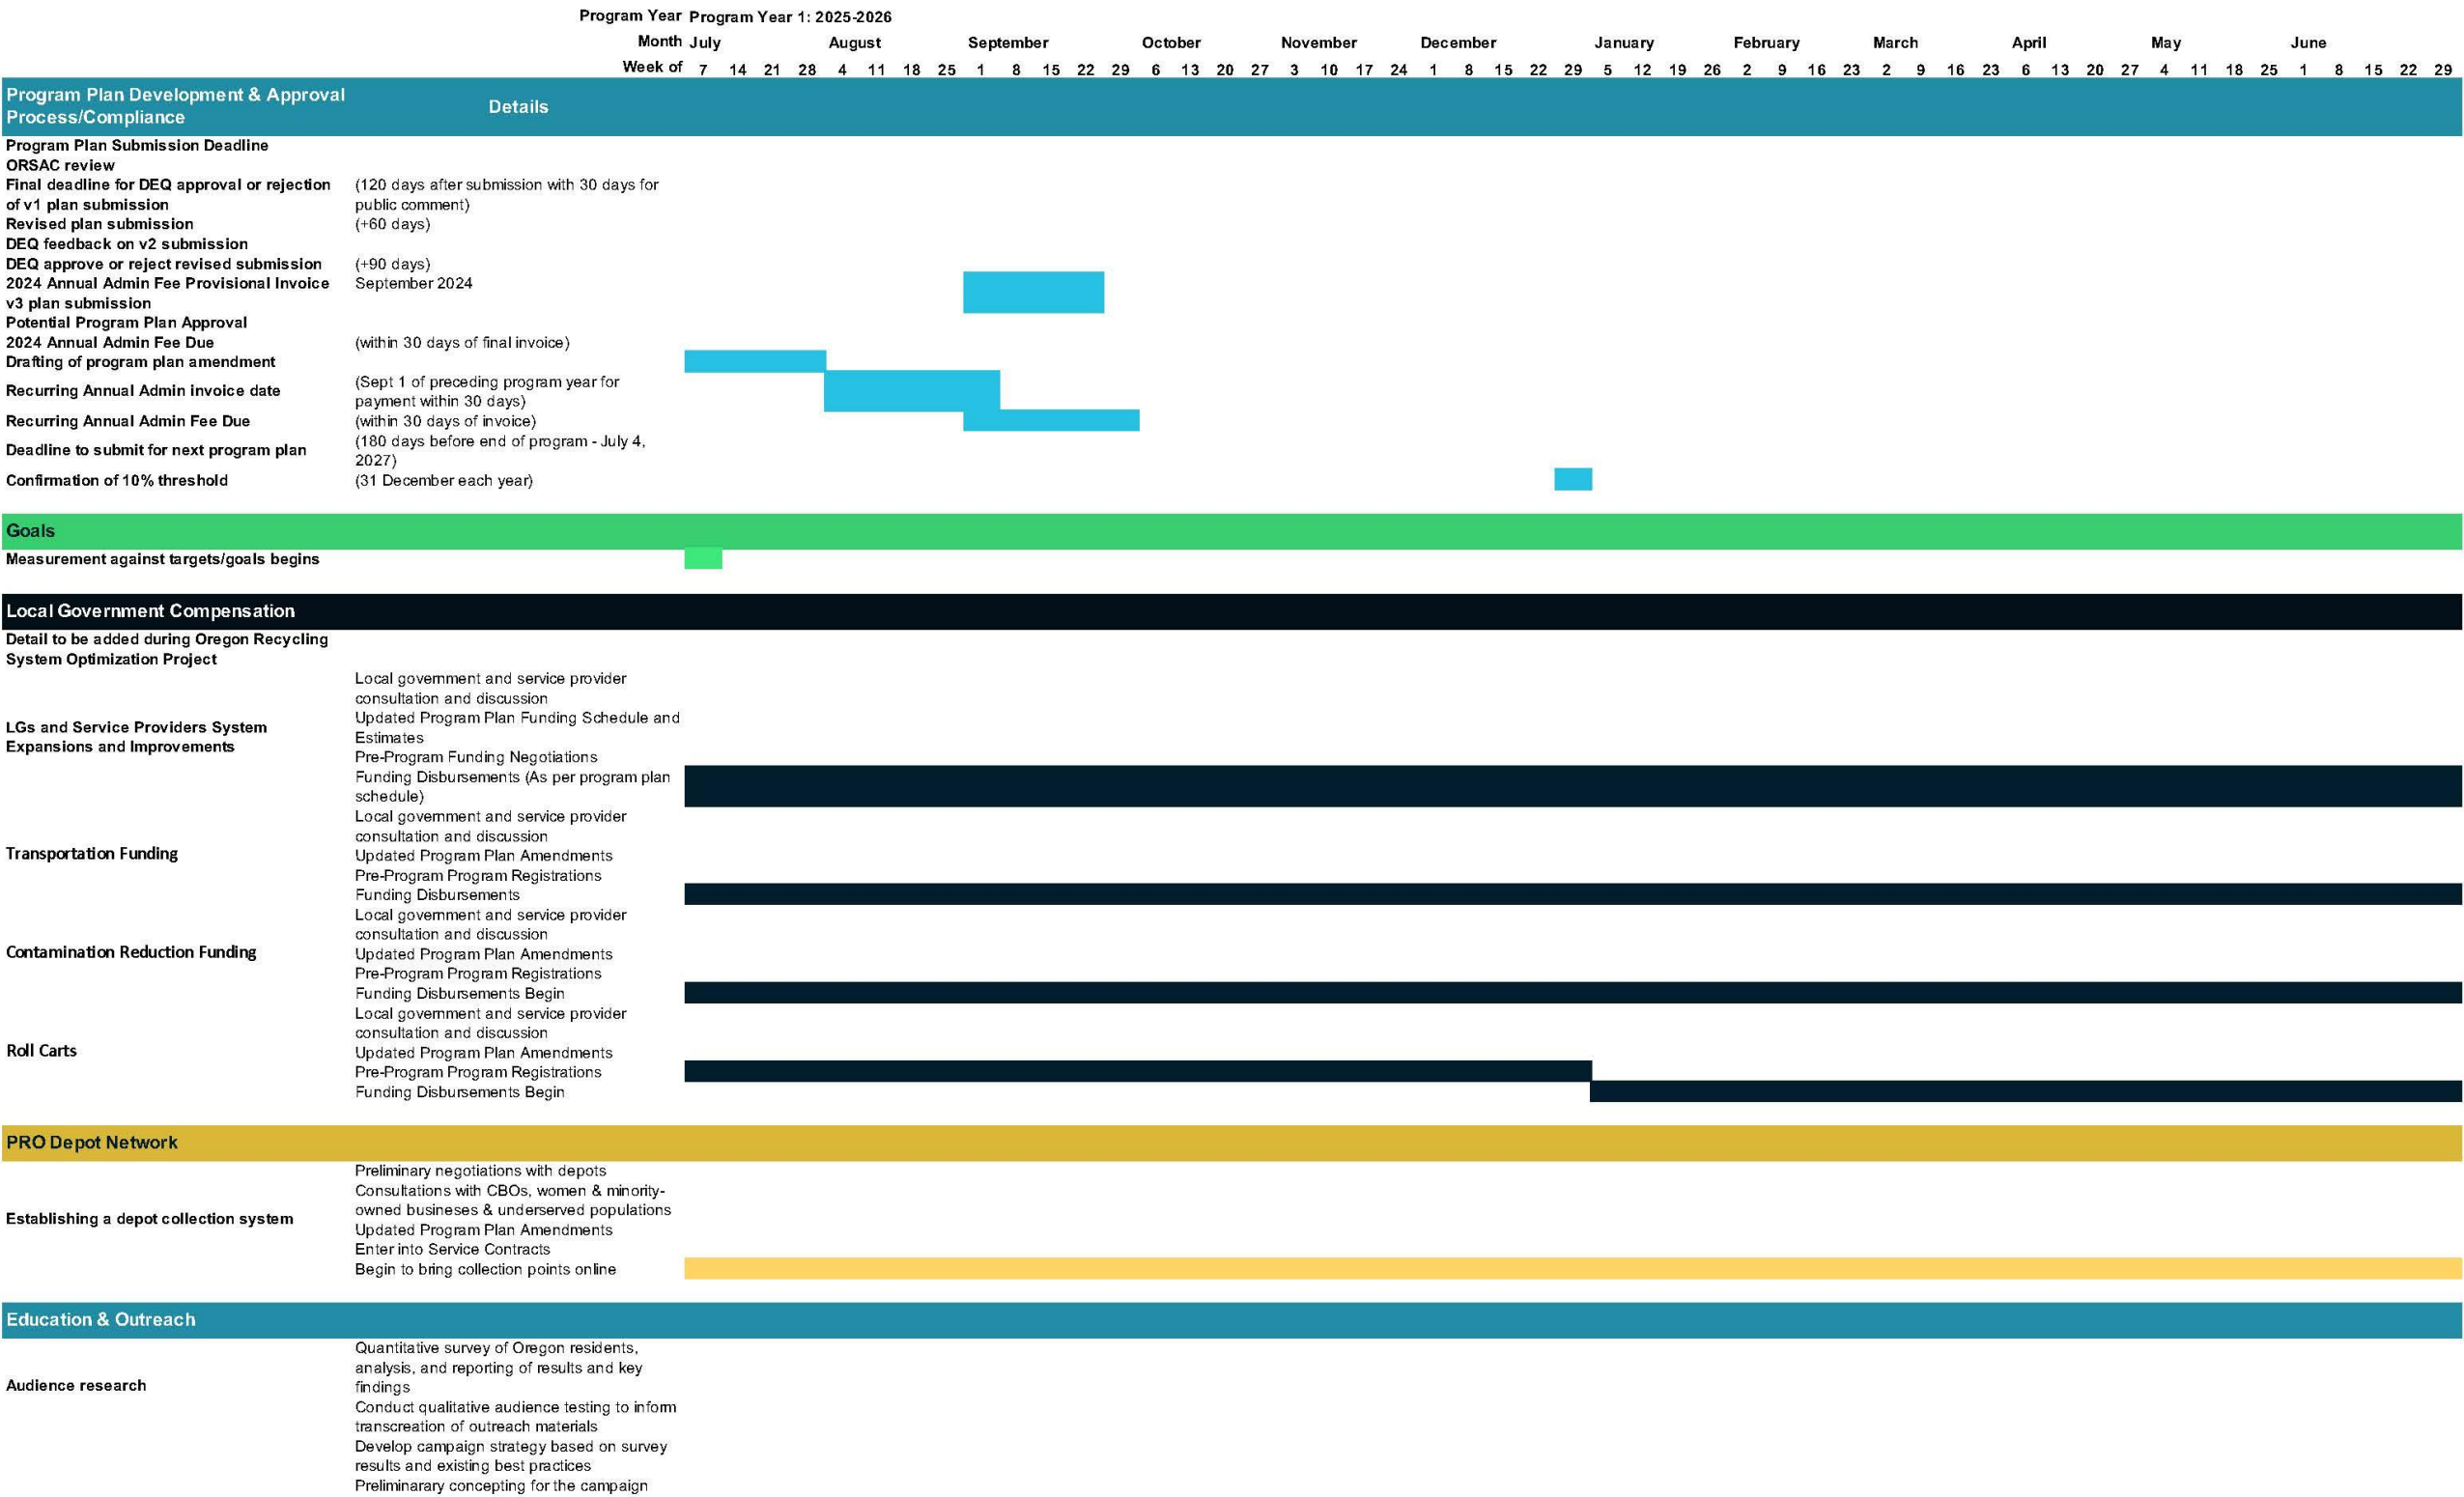 Program Year Program Year 1: 2025-2026
Month July August September October November December January February March April May June
Week of 7 14 21 28 4 11 18 25 1 8 15 22 29 6 13 20 27 3 10 17 24 1 8 15 22 29 5 12 19 26 2 9 16 23 2 9 16 23 6 13 20 27 4 11 18 25 1 8 15 22 29
Program Plan Development & Approval
Process/Compliance
Details
Program Plan Submission Deadline
ORSAC review
Final deadline for DEQ approval or rejection
of v1 plan submission
(120 days after submission with 30 days for
public comment)
Revised plan submission (+60 days)
DEQ feedback on v2 submission
DEQ approve or reject revised submission (+90 days)
2024 Annual Admin Fee Provisional Invoice September 2024
v3 plan submission
Potential Program Plan Approval
2024 Annual Admin Fee Due (within 30 days of final invoice)
Drafting of program plan amendment
Recurring Annual Admin invoice date
(Sept 1 of preceding program year for
payment within 30 days)
Recurring Annual Admin Fee Due (within 30 days of invoice)
Deadline to submit for next program plan
(180 days before end of program - July 4,
2027)
Confirmation of 10% threshold (31 December each year)
Goals
Measurement against targets/goals begins
Local Government Compensation
Detail to be added during Oregon Recycling
System Optimization Project
LGs and Service Providers System
Expansions and Improvements
Local government and service provider
consultation and discussion
Updated Program Plan Funding Schedule and
Estimates
Pre-Program Funding Negotiations
Funding Disbursements (As per program plan
schedule)
Transportation Funding
Local government and service provider
consultation and discussion
Updated Program Plan Amendments
Pre-Program Program Registrations
Funding Disbursements
Contamination Reduction Funding
Local government and service provider
consultation and discussion
Updated Program Plan Amendments
Pre-Program Program Registrations
Funding Disbursements Begin
Roll Carts
Local government and service provider
consultation and discussion
Updated Program Plan Amendments
Pre-Program Program Registrations
Funding Disbursements Begin
PRO Depot Network
Establishing a depot collection system
Preliminary negotiations with depots
Consultations with CBOs, women & minority-
owned busineses & underserved populations
Updated Program Plan Amendments
Enter into Service Contracts
Begin to bring collection points online
Education & Outreach
Audience research
Quantitative survey of Oregon residents,
analysis, and reporting of results and key
findings
Conduct qualitative audience testing to inform
transcreation of outreach materials
Develop campaign strategy based on survey
results and existing best practices
Preliminarary concepting for the campaign